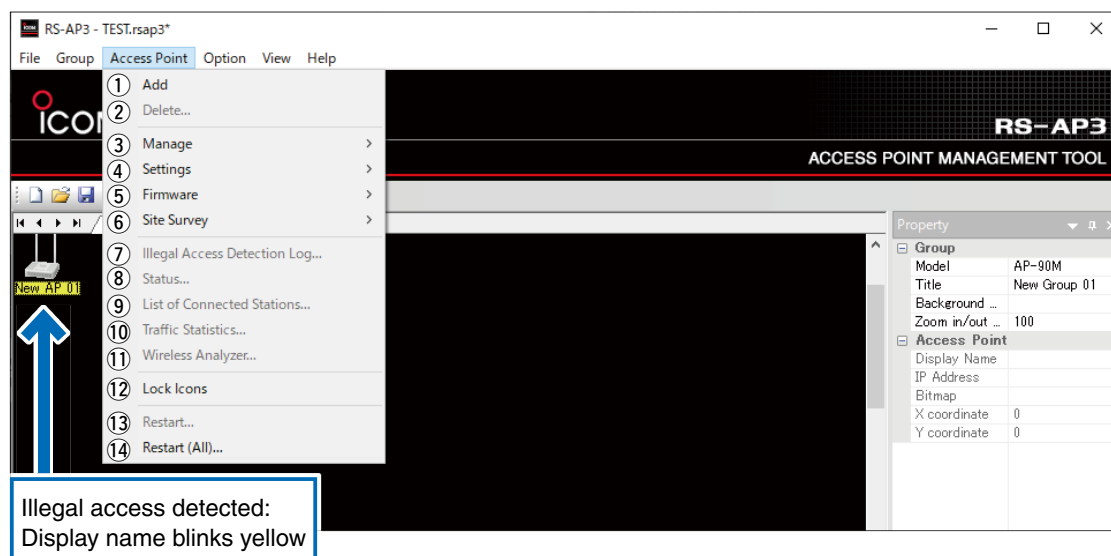 RS-AP3 - TEST.rsap3*
File Group Access Point Option View Help
① Add
② Delete...
③ Manage
④ Settings
⑤ Firmware
⑥ Site Survey
⑦ Illegal Access Detection Log...
⑧ Status...
⑨ List of Connected Stations...
⑩ Traffic Statistics...
⑪ Wireless Analyzer...
⑫ Lock Icons
⑬ Restart...
⑭ Restart (All)...
ICO
RS-AP3
ACCESS POINT MANAGEMENT TOOL
New AP 01
Property
Group
Model AP-90M
Title New Group 01
Background ...
Zoom in/out ... 100
Access Point
Display Name
IP Address
Bitmap
X coordinate 0
Y coordinate 0
Illegal access detected:
Display name blinks yellow